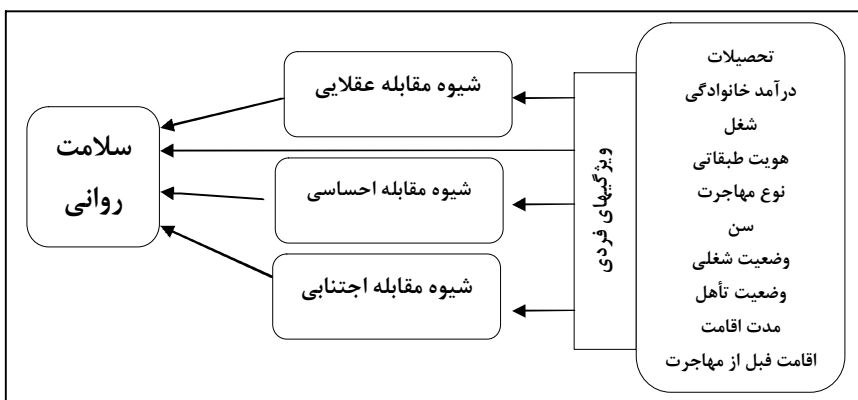 تحصیلات
درآمد خانوادگی
شغل
هویت طبقاتی
نوع مهاجرت
سن
وضعیت شغلی
وضعیت تأهل
مدت اقامت
اقامت قبل از مهاجرت
ویژگیهای فردی
شیوه مقابله عقلایی
شیوه مقابله احساسی
شیوه مقابله اجتنابی
سلامت
روانی